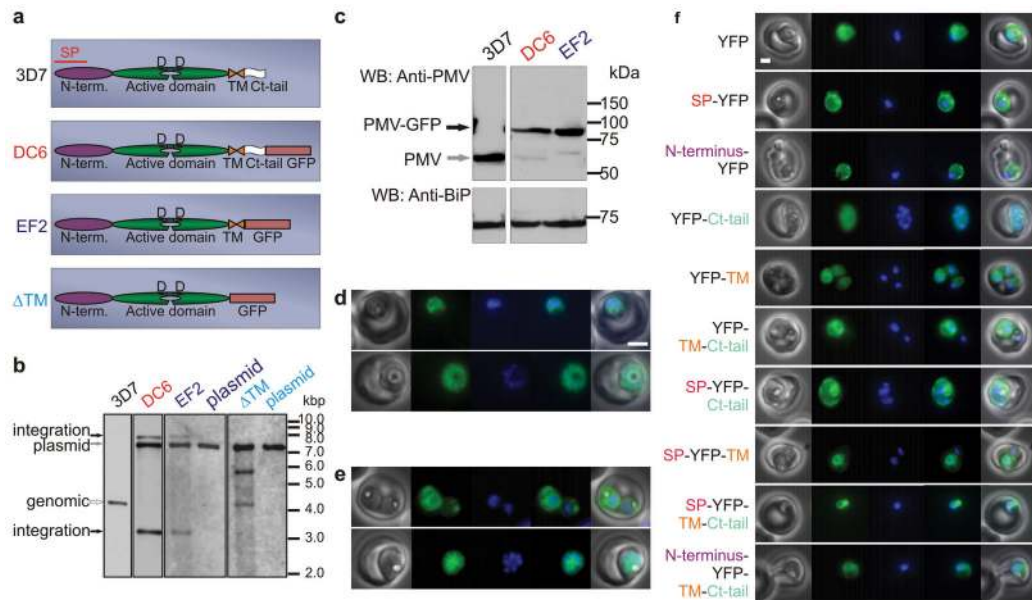 a
SP
3D7
N-term. Active domain TM Ct-tail
D D
DC6
N-term. Active domain TM Ct-tail GFP
D D
EF2
N-term. Active domain TM GFP
D D
ΔTM
N-term. Active domain GFP
D D
b
3D7 DC6 EF2 plasmid ΔTM plasmid
kbp
integration
plasmid
genomic
integration
10.0
9.0
8.0
7.0
6.0
5.0
4.0
3.0
2.0
c
3D7 DC6 EF2
WB: Anti-PMV
kDa
PMV-GFP
PMV
150
100
75
50
WB: Anti-BiP
75
d
e
f
YFP
SP-YFP
N-terminus-
YFP
YFP-Ct-tail
YFP-TM
YFP-
TM-Ct-tail
SP-YFP-
Ct-tail
SP-YFP-TM
SP-YFP-
TM-Ct-tail
N-terminus-
YFP-
TM-Ct-tail